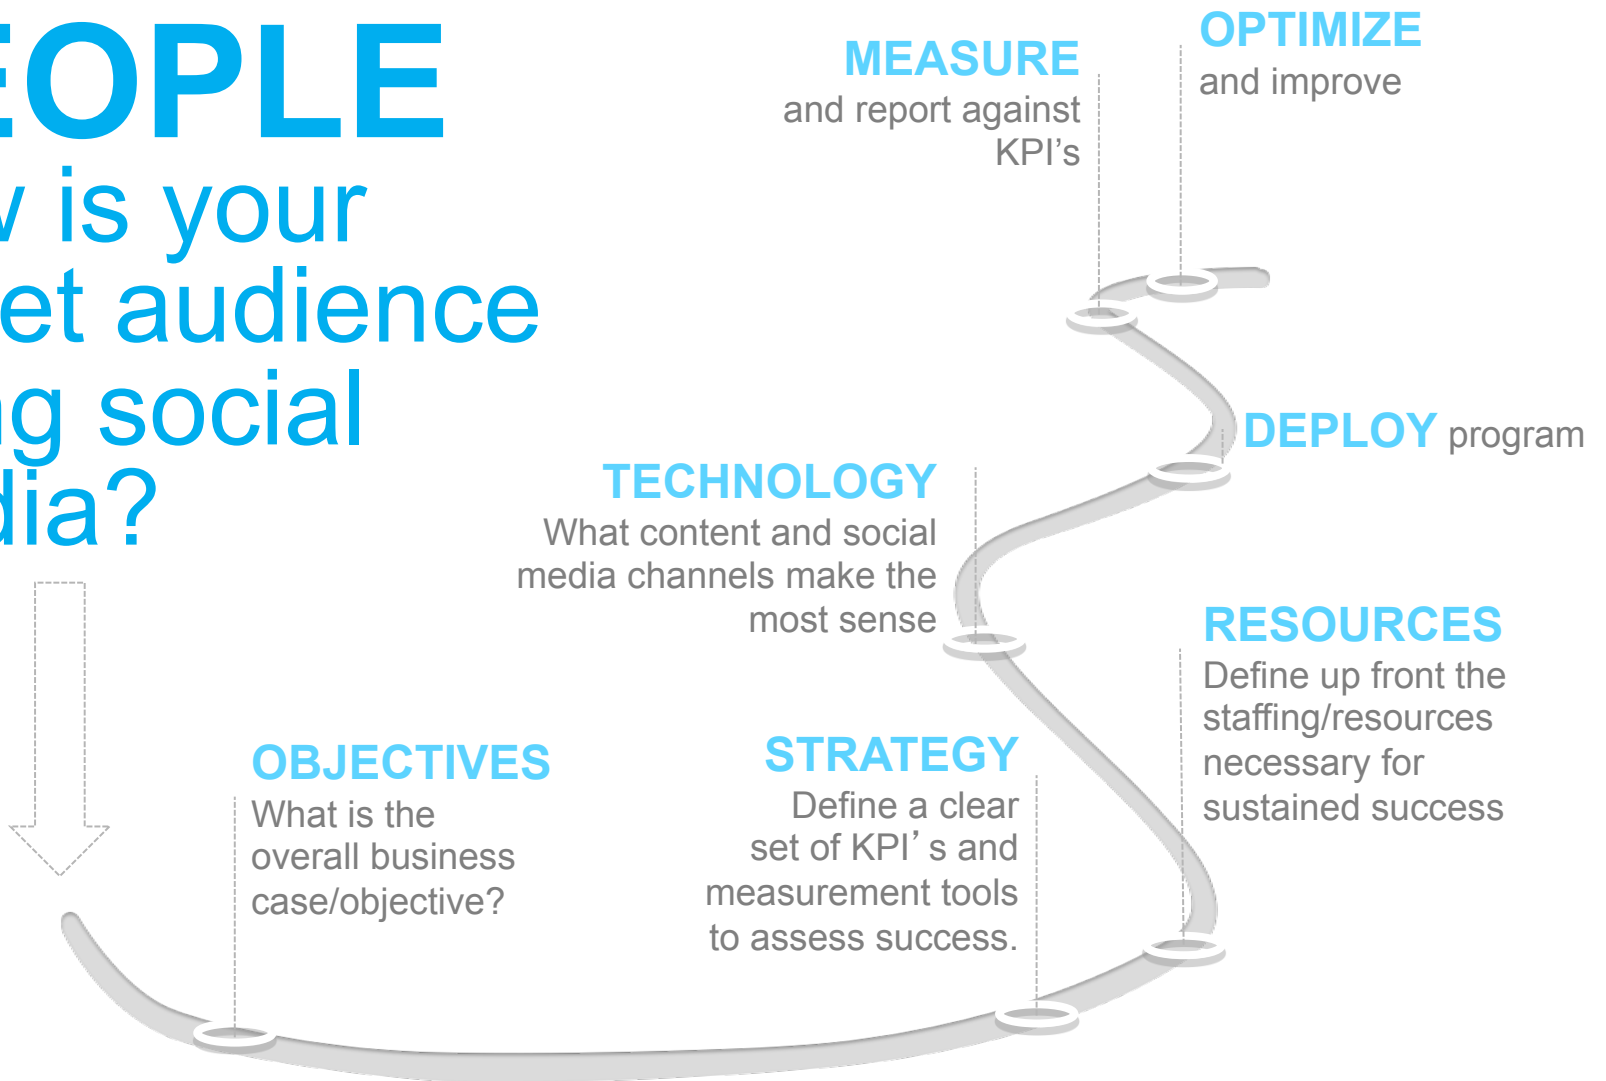 EOPLE
w is your
et audience
ng social
dia?
MEASURE
and report against
KPI’s
OPTIMIZE
and improve
DEPLOY program
TECHNOLOGY
What content and social
media channels make the
most sense
RESOURCES
Define up front the
staffing/resources
necessary for
sustained success
OBJECTIVES
What is the
overall business
case/objective?
STRATEGY
Define a clear
set of KPI’ s and
measurement tools
to assess success.